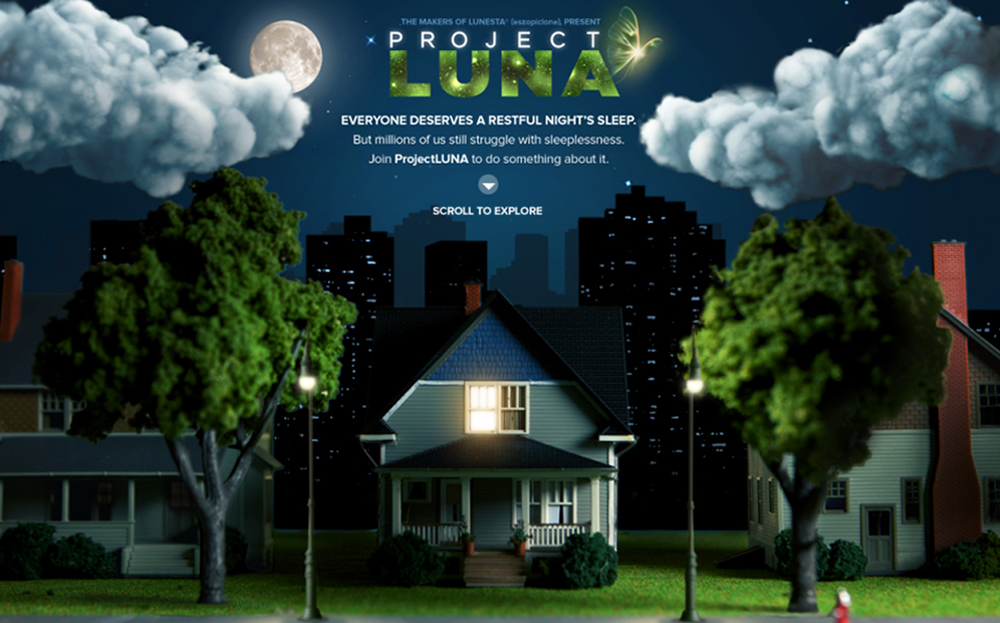 THE MAKERS OF LUNESTA® (eszopiclone), PRESENT
PROJECT
LUNA
EVERYONE DESERVES A RESTFUL NIGHT'S SLEEP.
But millions of us still struggle with sleeplessness.
Join ProjectLUNA to do something about it.
SCROLL TO EXPLORE